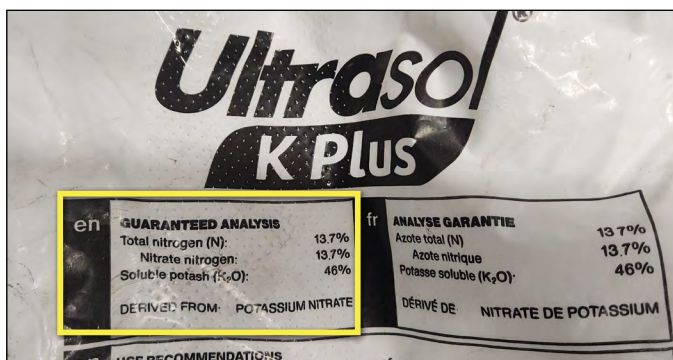 ®
Ultrasol
K Plus
en
GUARANTEED ANALYSIS
Total nitrogen (N): 13.7%
Nitrate nitrogen: 13.7%
Soluble potash (K₂O): 46%
DERIVED FROM: POTASSIUM NITRATE
fr
ANALYSE GARANTIE
Azote total (N) 13.7%
Azote nitrique 13.7%
Potasse soluble (K₂O): 46%
DÉRIVÉ DE: NITRATE DE POTASSIUM
USE RECOMMENDATIONS